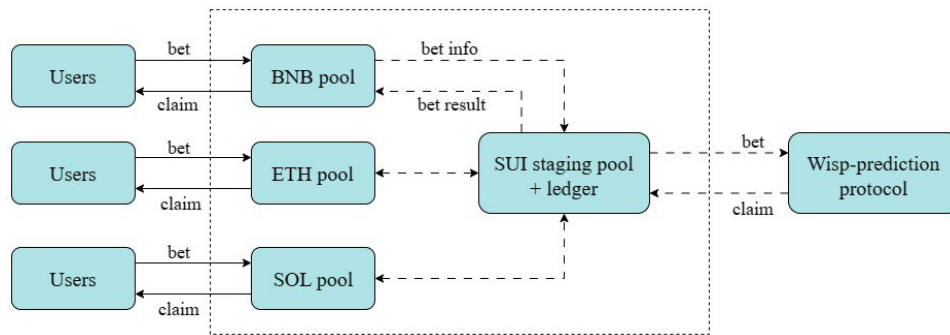 bet
Users
BNB pool
claim
bet info
bet result
bet
Users
ETH pool
claim
SUI staging pool
+ ledger
bet
claim
Wisp-prediction
protocol
bet
Users
SOL pool
claim